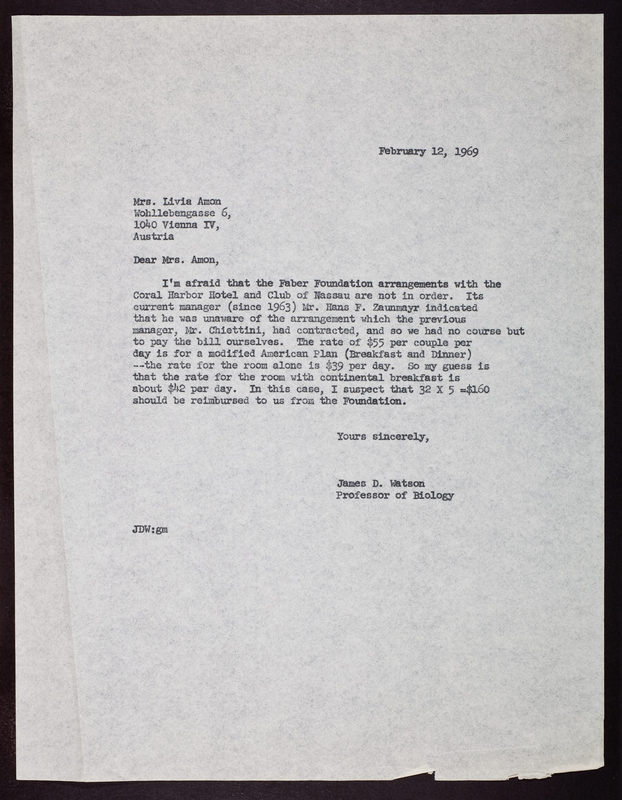 February 12, 1969
Mrs. Livia Amon
Wohllebengasse 6,
1040 Vienna IV,
Austria
Dear Mrs. Amon,
I'm afraid that the Faber Foundation arrangements with the
Coral Harbor Hotel and Club of Nassau are not in order. Its
current manager (since 1963) Mr. Hans F. Zaunmayr indicated
that he was unaware of the arrangement which the previous
manager, Mr. Chiettini, had contracted, and so we had no course but
to pay the bill ourselves. The rate of $55 per couple per
day is for a modified American Plan (Breakfast and Dinner)
--the rate for the room alone is $39 per day. So my guess is
that the rate for the room with continental breakfast is
about $42 per day. In this case, I suspect that 32 X 5 =$160
should be reimbursed to us from the Foundation.
Yours sincerely,
James D. Watson
Professor of Biology
JDW:gm